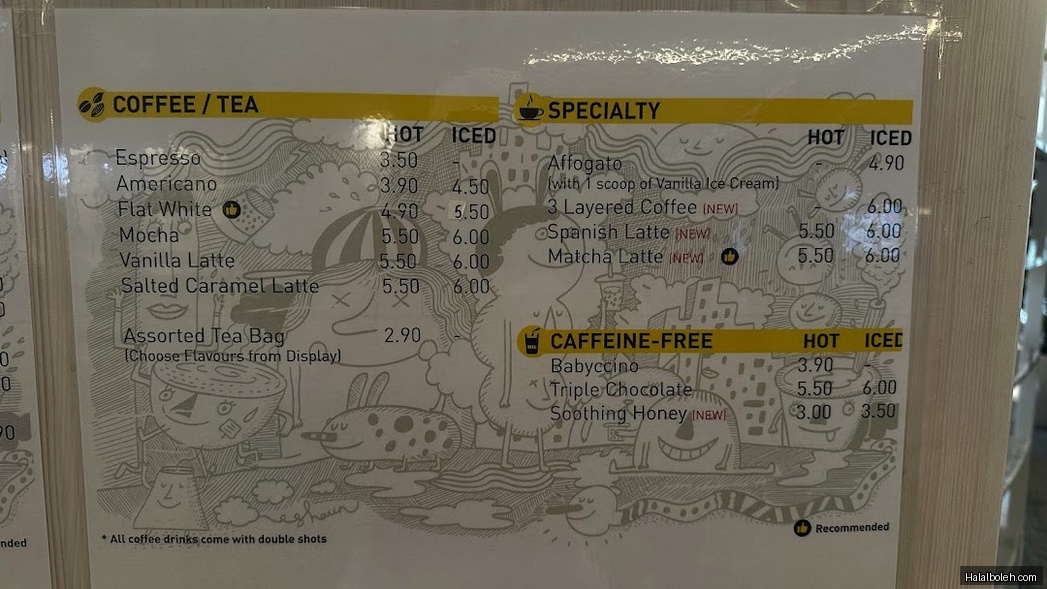 COFFEE / TEA
HOT ICED
Espresso 3.50 -
Americano 3.90 4.50
Flat White 4.90 5.50
Mocha 5.50 6.00
Vanilla Latte 5.50 6.00
Salted Caramel Latte 5.50 6.00
Assorted Tea Bag 2.90 -
(Choose Flavours from Display)
* All coffee drinks come with double shots
SPECIALTY
HOT ICED
Affogato - 4.90
(with 1 scoop of Vanilla Ice Cream)
3 Layered Coffee (NEW) - 6.00
Spanish Latte (NEW) 5.50 6.00
Matcha Latte (NEW) 5.50 6.00
CAFFEINE-FREE HOT ICED
Babyccino 3.90 -
Triple Chocolate 5.50 6.00
Soothing Honey (NEW) 3.00 3.50
Recommended
Halalboleh.com